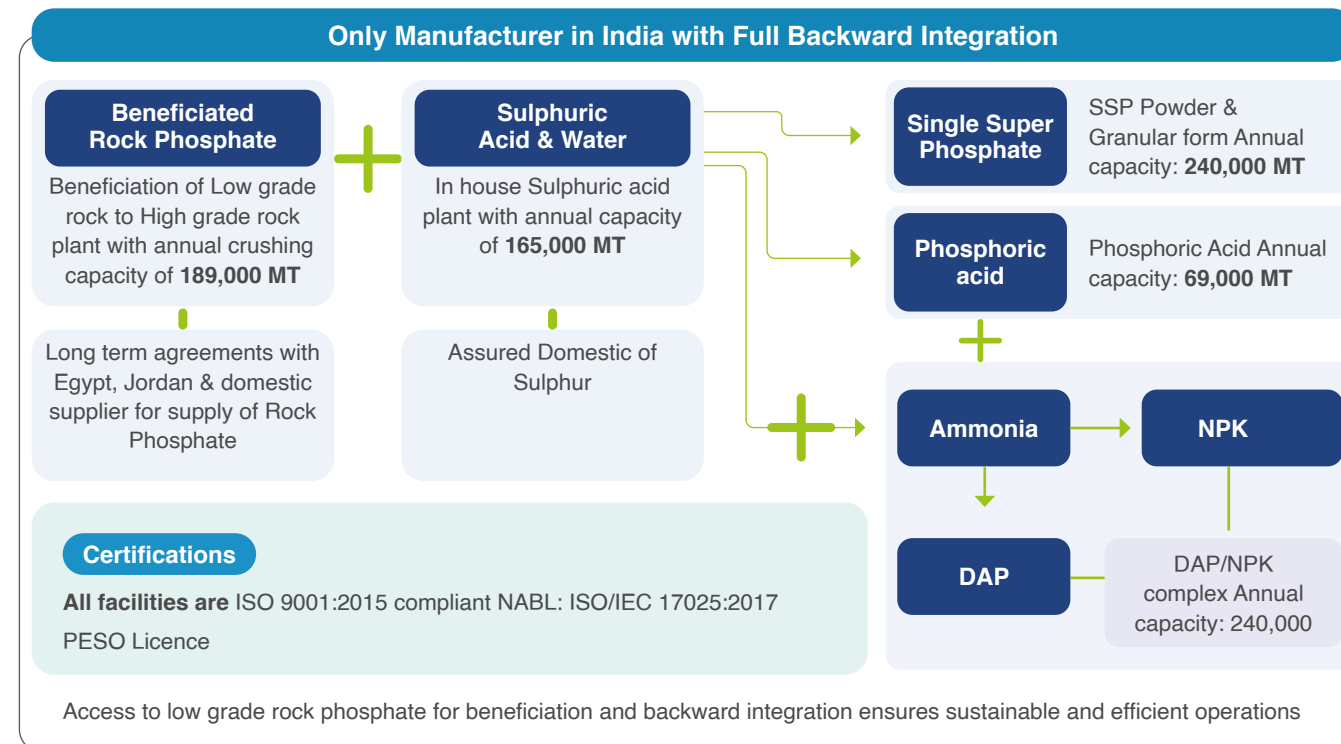 Only Manufacturer in India with Full Backward Integration
Beneficiated
Rock Phosphate
Beneficiation of Low grade
rock to High grade rock
plant with annual crushing
capacity of 189,000 MT
Long term agreements with
Egypt, Jordan & domestic
supplier for supply of Rock
Phosphate
Sulphuric
Acid & Water
In house Sulphuric acid
plant with annual capacity
of 165,000 MT
Assured Domestic of
Sulphur
Single Super
Phosphate
SSP Powder &
Granular form Annual
capacity: 240,000 MT
Phosphoric
acid
Phosphoric Acid Annual
capacity: 69,000 MT
Ammonia
NPK
DAP
DAP/NPK
complex Annual
capacity: 240,000
Certifications
All facilities are ISO 9001:2015 compliant NABL: ISO/IEC 17025:2017
PESO Licence
Access to low grade rock phosphate for beneficiation and backward integration ensures sustainable and efficient operations